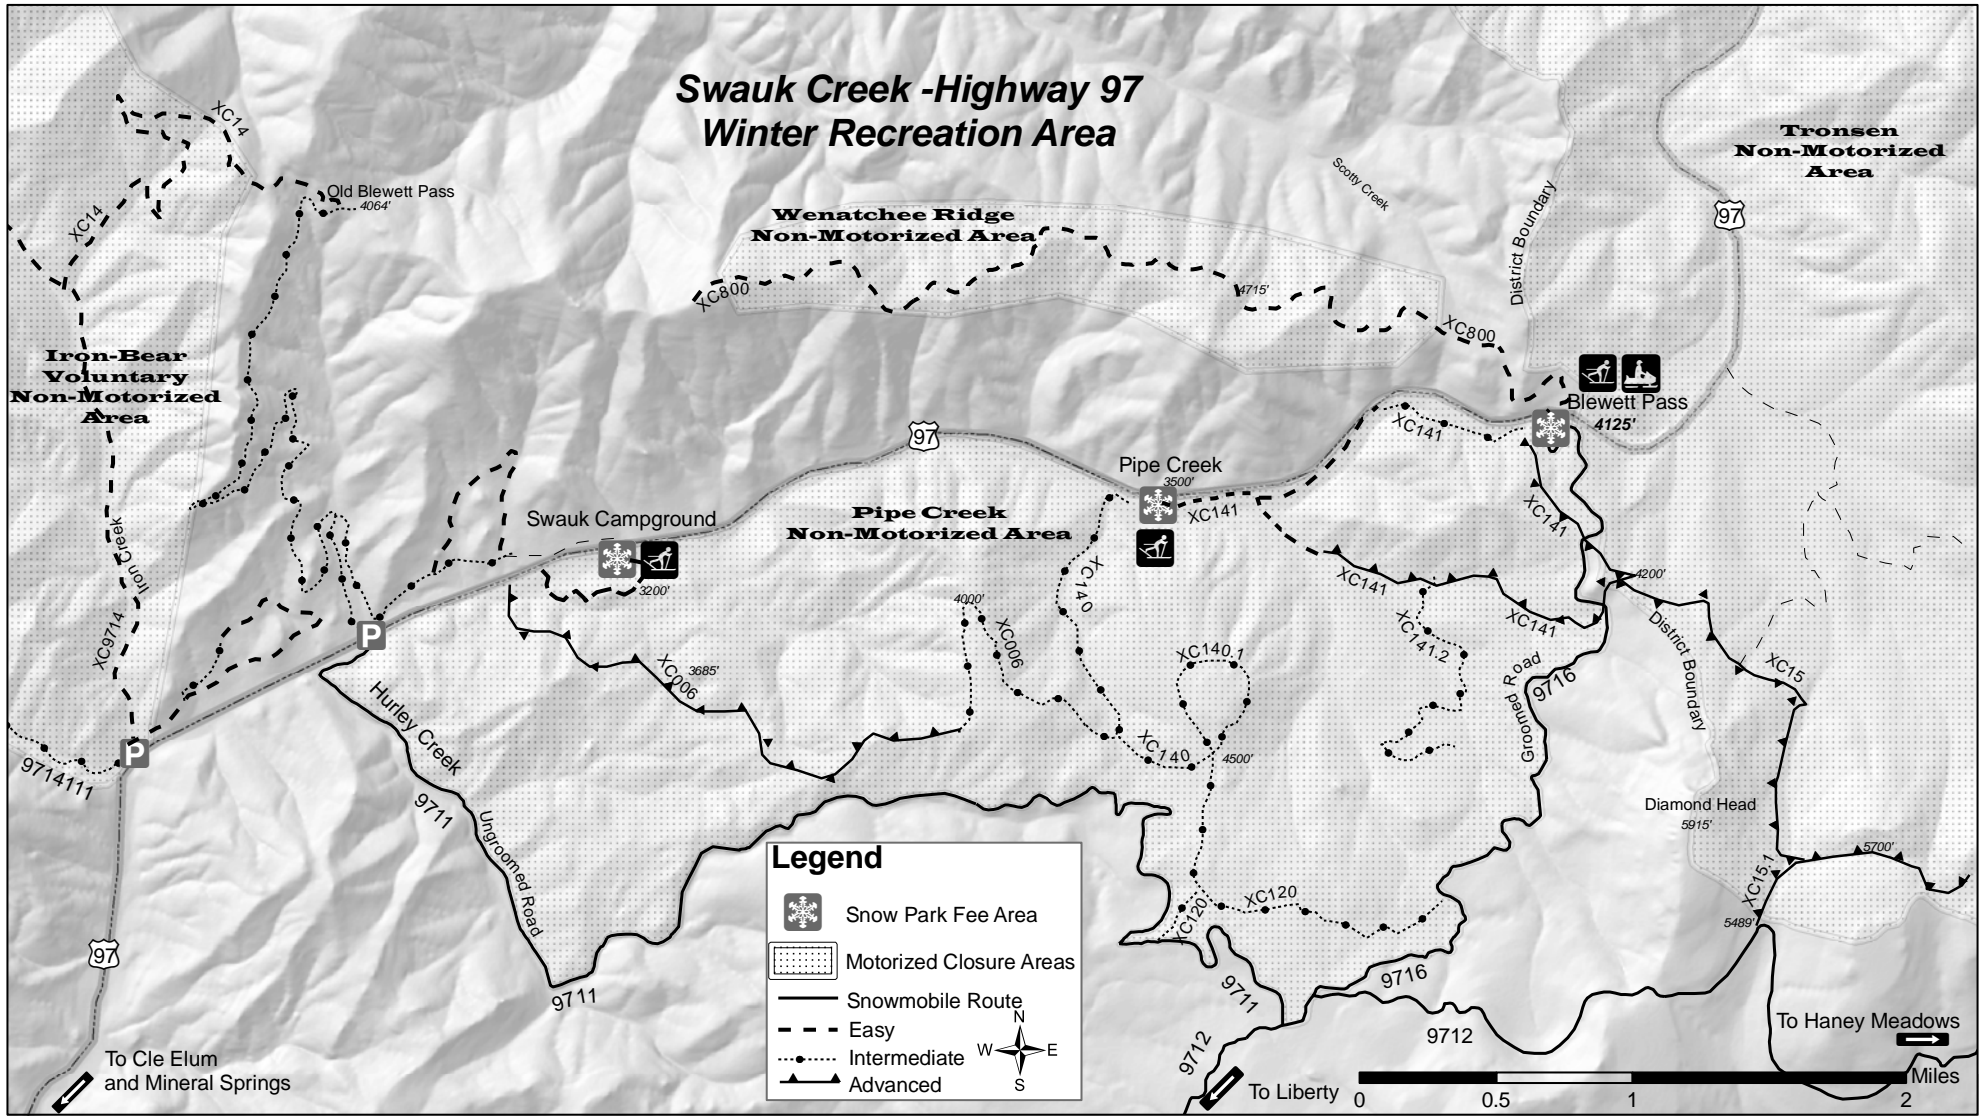 Swauk Creek -Highway 97
Winter Recreation Area
Tronsen
Non-Motorized
Area
XC14
Old Blewett Pass
4064'
XC14
Scotty Creek
District Boundary
97
Wenatchee Ridge
Non-Motorized Area
XC800
4715'
XC800
Iron-Bear
Voluntary
Non-Motorized
Area
Blewett Pass
4125'
XC141
97
Pipe Creek
3500'
XC141
XC141
Swauk Campground
3200'
Pipe Creek
Non-Motorized Area
Iron Creek
XC9714
XC140
XC141
4200'
4000'
XC006
XC141
XC141.2
District Boundary
P
XC006
3685'
XC140.1
XC15
Groomed Road
9716
Hurley Creek
P
9714111
XC140
4500'
9711
Ungroomed Road
Diamond Head
5915'
5700'
XC15.1
5489'
XC120
XC120
97
9711
9711
9716
9712
9712
Legend
Snow Park Fee Area
Motorized Closure Areas
Snowmobile Route
Easy
Intermediate
Advanced
N
W
E
S
To Haney Meadows
To Cle Elum
and Mineral Springs
To Liberty
Miles
0
0.5
1
2